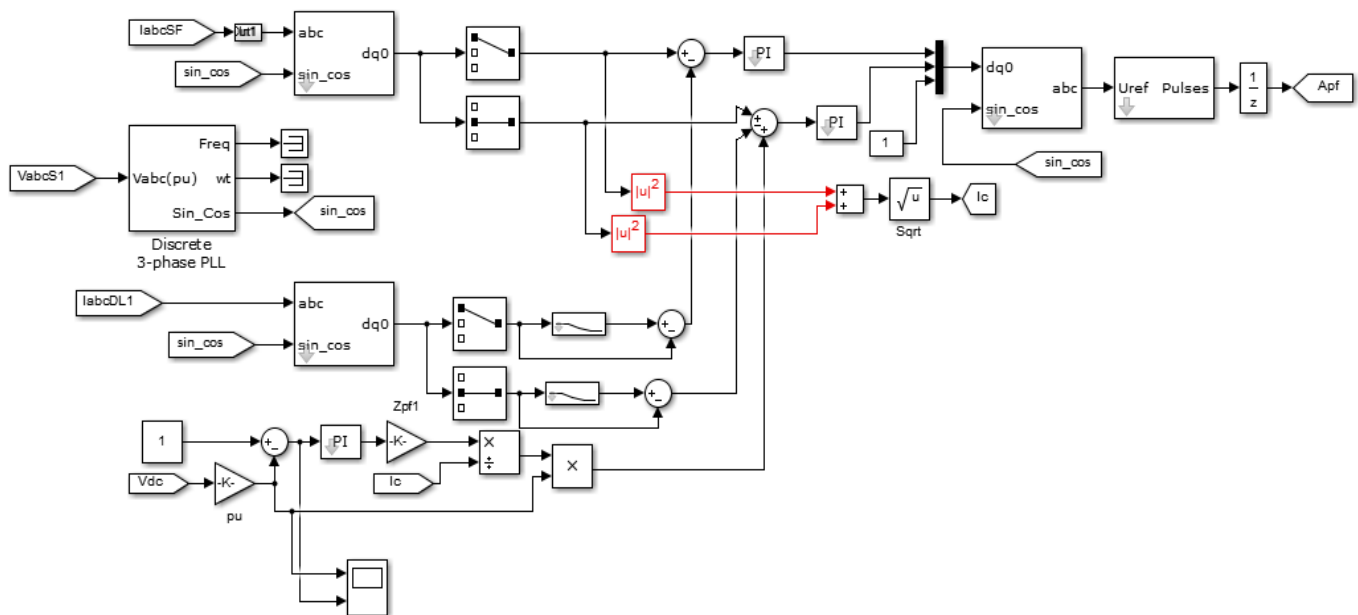 IabcSF
abc
dq0
sin_cos
sin_cos
PI
PI
1
dq0
abc
sin_cos
Uref Pulses
1
z
Apf
sin_cos
VabcS1
Vabc(pu)
Freq
wt
Sin_Cos
sin_cos
Discrete
3-phase PLL
|u|²
|u|²
+
+
√u
Sqrt
Ic
IabcDL1
abc
dq0
sin_cos
sin_cos
Zpf1
1
PI
-K-
×
÷
×
Ic
Vdc
-K-
pu